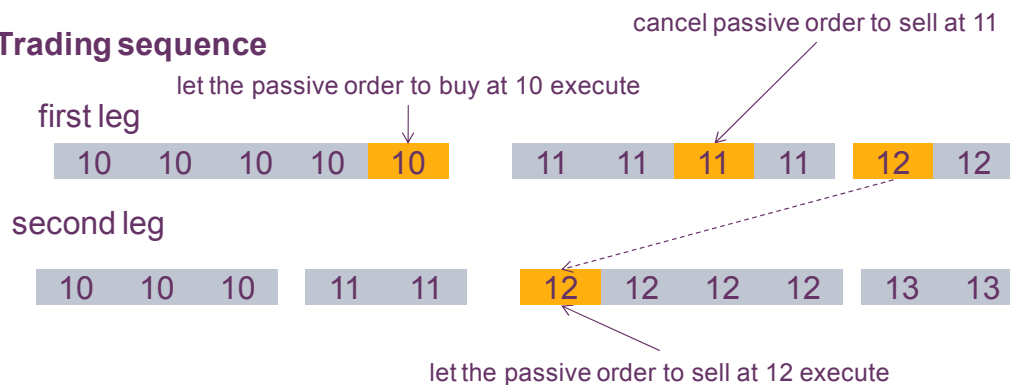 cancel passive order to sell at 11
Trading sequence
let the passive order to buy at 10 execute
first leg
10 10 10 10 10 11 11 11 11 12 12
second leg
10 10 10 11 11 12 12 12 12 13 13
let the passive order to sell at 12 execute